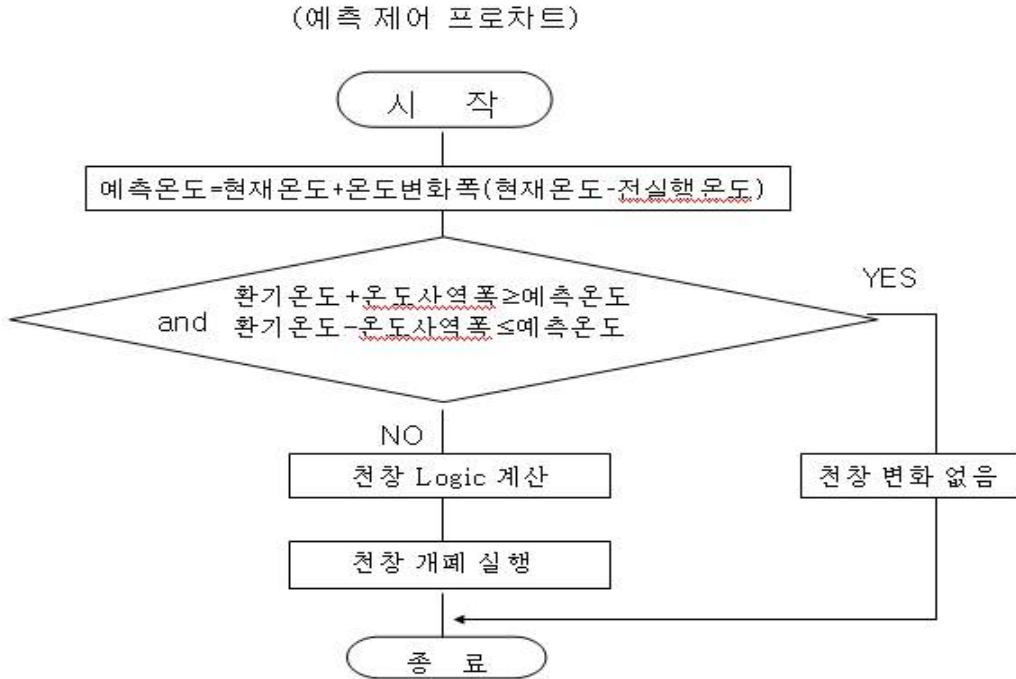 (예측 제어 프로차트)
시 작
예측온도=현재온도+온도변화폭(현재온도-전실행온도)
YES
환기온도+온도사역폭≥예측온도
and 환기온도-온도사역폭≤예측온도
NO
천창 Logic 계산
천창 변화 없음
천창 개폐 실행
종 료